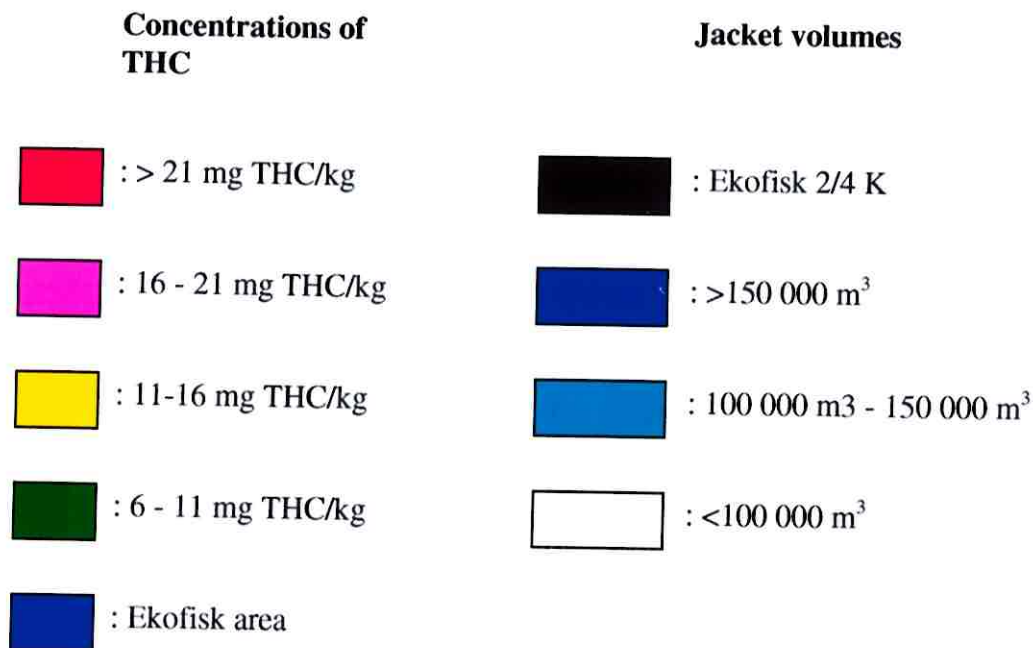 Concentrations of
THC
: > 21 mg THC/kg
: 16 - 21 mg THC/kg
: 11-16 mg THC/kg
: 6 - 11 mg THC/kg
: Ekofisk area
Jacket volumes
: Ekofisk 2/4 K
: >150 000 m³
: 100 000 m3 - 150 000 m³
: <100 000 m³